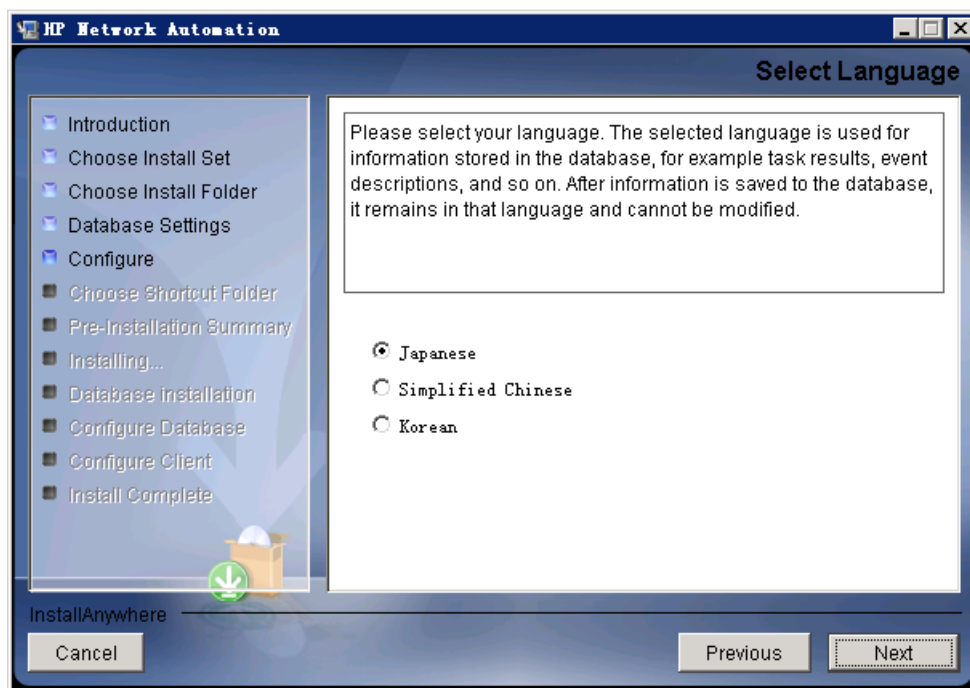 HP Network Automation
Select Language
Introduction
Choose Install Set
Choose Install Folder
Database Settings
Configure
Choose Shortcut Folder
Pre-Installation Summary
Installing...
Database installation
Configure Database
Configure Client
Install Complete
Please select your language. The selected language is used for
information stored in the database, for example task results, event
descriptions, and so on. After information is saved to the database,
it remains in that language and cannot be modified.
Japanese
Simplified Chinese
Korean
InstallAnywhere
Cancel
Previous
Next